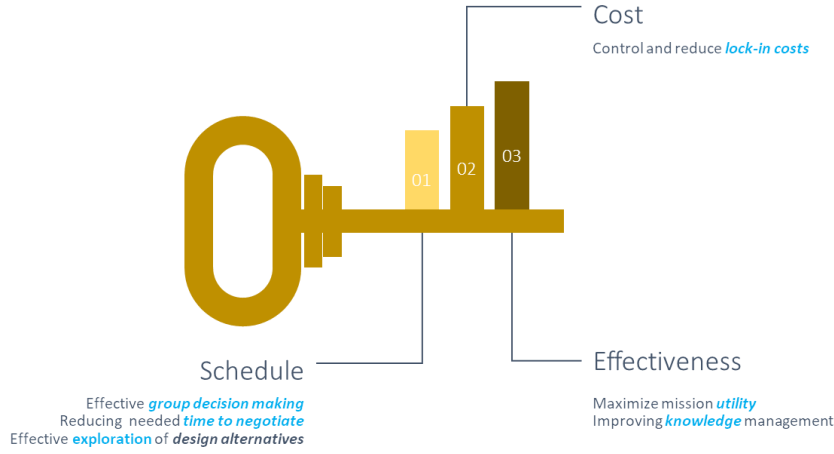 Cost
Control and reduce lock-in costs
01
02
03
Schedule
Effective group decision making
Reducing needed time to negotiate
Effective exploration of design alternatives
Effectiveness
Maximize mission utility
Improving knowledge management